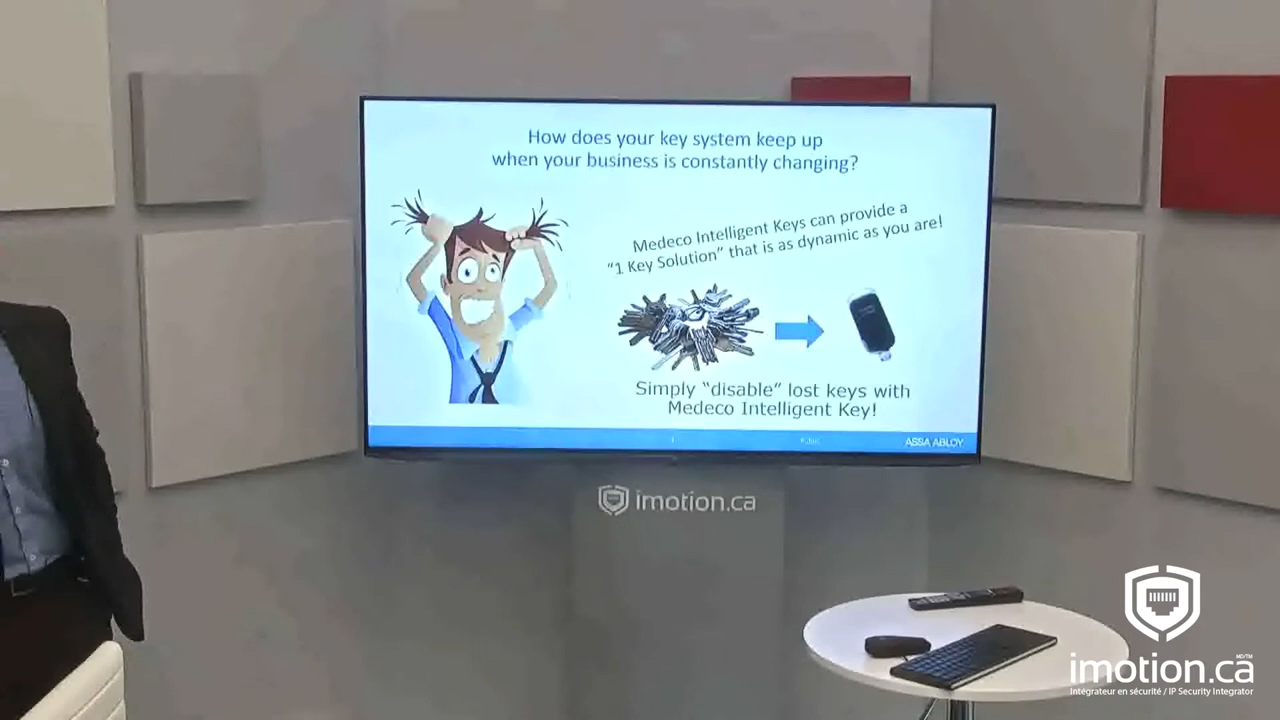 How does your key system keep up
when your business is constantly changing?
Medeco Intelligent Keys can provide a
"1 Key Solution" that is as dynamic as you are!
Simply "disable" lost keys with
Medeco Intelligent Key!
ASSA ABLOY
imotion.ca
imotion.ca
MD/TM
Intégrateur en sécurité / IP Security Integrator